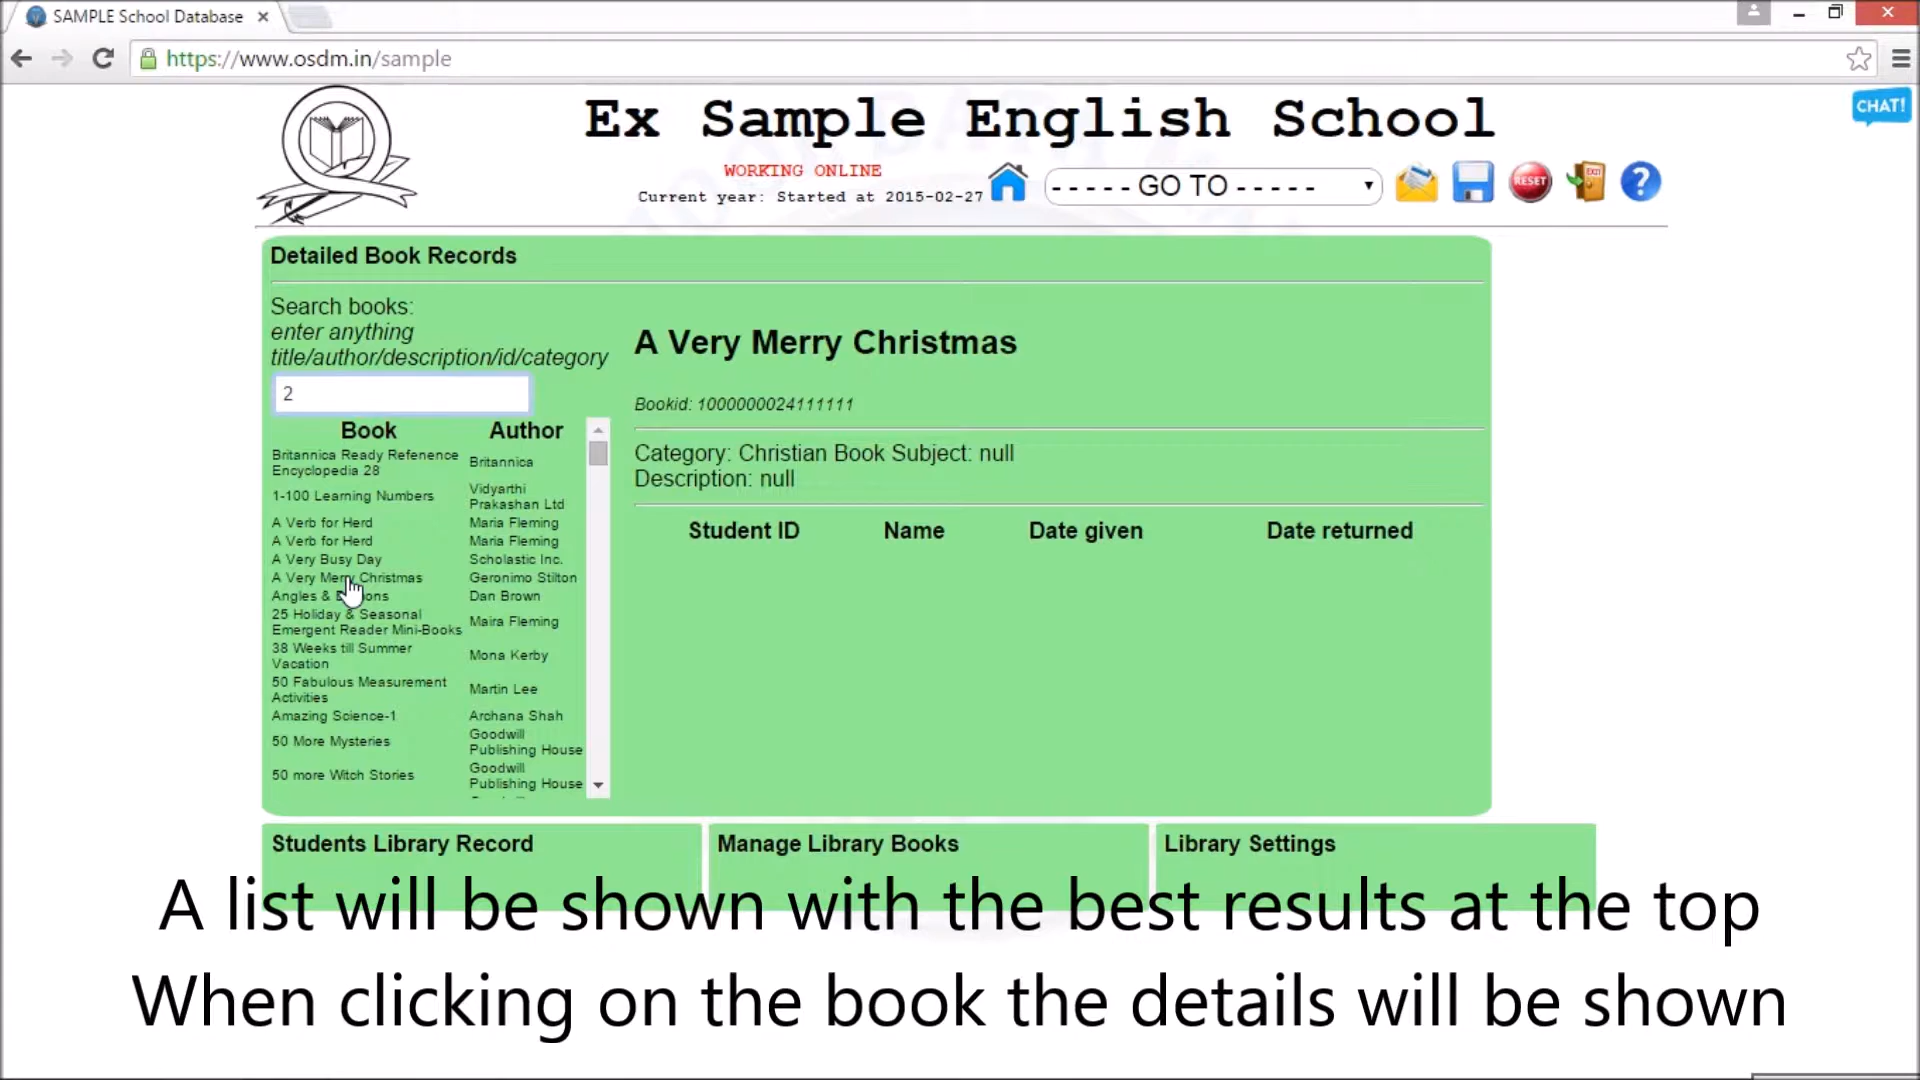 SAMPLE School Database
https://www.osdm.in/sample
CHAT!
Ex Sample English School
WORKING ONLINE
Current year: Started at 2015-02-27
- - - - - GO TO - - - - -
RESET
EXIT
?
Detailed Book Records
Search books:
enter anything
title/author/description/id/category
2
Book Author
Britannica Ready Refenence
Encyclopedia 28
Britannica
1-100 Learning Numbers
Vidyarthi
Prakashan Ltd
A Verb for Herd Maria Fleming
A Verb for Herd Maria Fleming
A Very Busy Day Scholastic Inc.
A Very Merry Christmas Geronimo Stilton
Angles & Dan Brown
25 Holiday & Seasonal
Emergent Reader Mini-Books
Maira Fleming
38 Weeks till Summer
Vacation
Mona Kerby
50 Fabulous Measurement
Activities
Martin Lee
Amazing Science-1 Archana Shah
50 More Mysteries
Goodwill
Publishing House
50 more Witch Stories
Goodwill
Publishing House
A Very Merry Christmas
Bookid: 1000000024111111
Category: Christian Book Subject: null
Description: null
Student ID Name Date given Date returned
Students Library Record
Manage Library Books
Library Settings
A list will be shown with the best results at the top
When clicking on the book the details will be shown